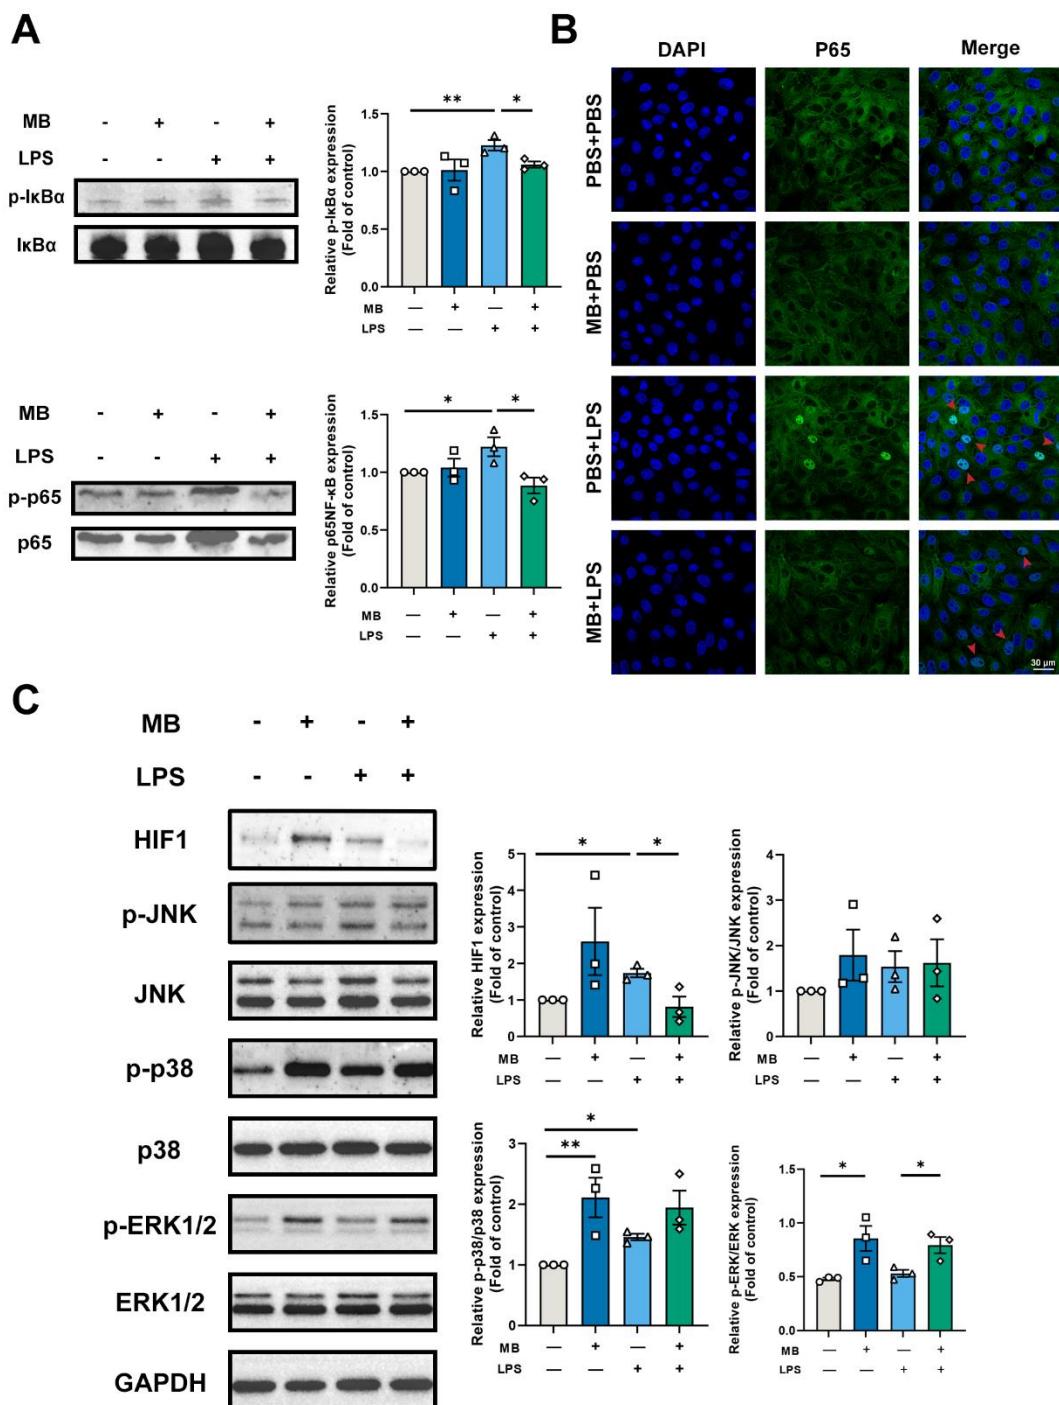 A
MB - + - +
LPS - - + +
p-IκBα
IκBα
Relative p-IκBα expression
(Fold of control)
1.5
1.0
0.5
0.0
** *
MB — + — +
LPS — — + +
MB - + - +
LPS - - + +
p-p65
p65
Relative p65NF-kB expression
(Fold of control)
1.5
1.0
0.5
0.0
* *
MB — + — +
LPS — — + +
B
DAPI P65 Merge
PBS+PBS
MB+PBS
PBS+LPS
MB+LPS
30 μm
C
MB - + - +
LPS - - + +
HIF1
p-JNK
JNK
p-p38
p38
p-ERK1/2
ERK1/2
GAPDH
Relative HIF1 expression
(Fold of control)
5
4
3
2
1
0
* *
MB — + — +
LPS — — + +
Relative p-JNK/JNK expression
(Fold of control)
4
3
2
1
0
MB — + — +
LPS — — + +
Relative p-p38/p38 expression
(Fold of control)
3
2
1
0
*
**
MB — + — +
LPS — — + +
Relative p-ERK/ERK expression
(Fold of control)
1.5
1.0
0.5
0.0
* *
MB — + — +
LPS — — + +